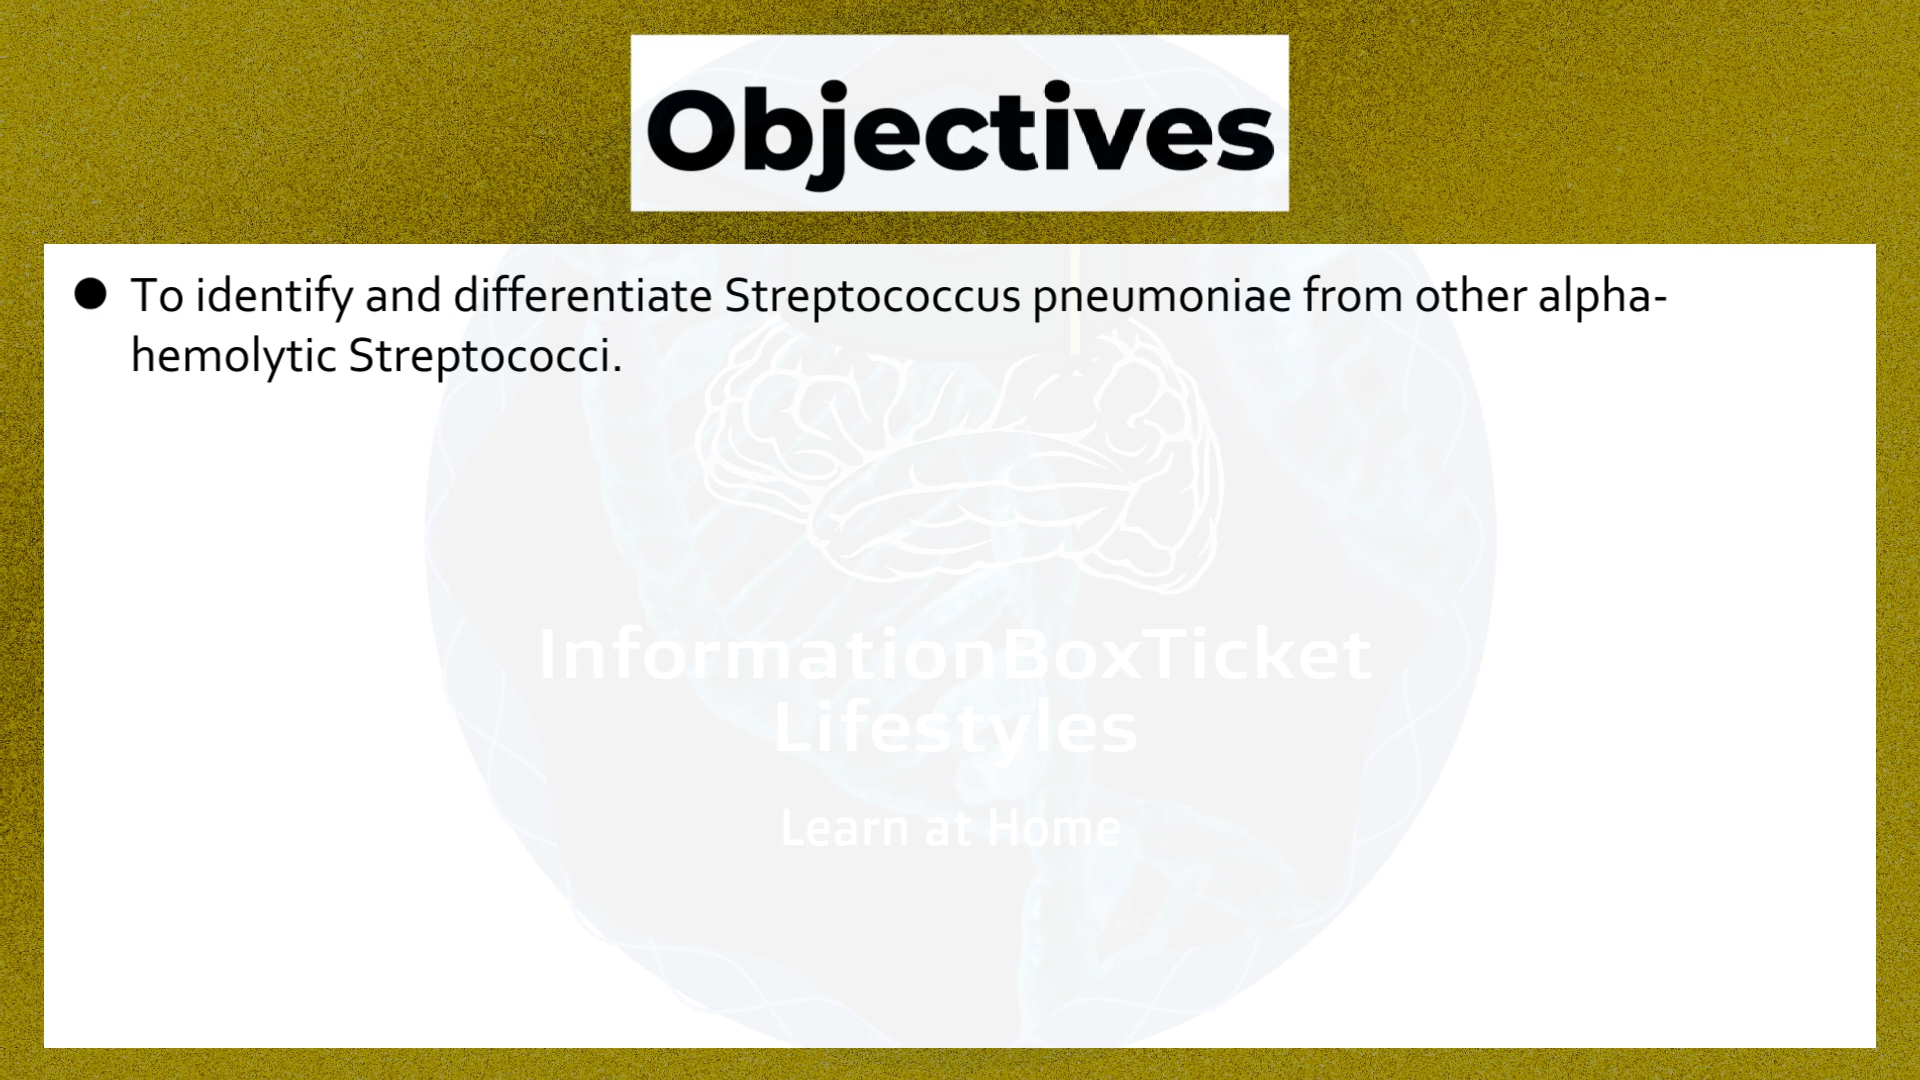 Objectives
● To identify and differentiate Streptococcus pneumoniae from other alpha-
hemolytic Streptococci.
InformationBoxTicket
Lifestyles
Learn at Home